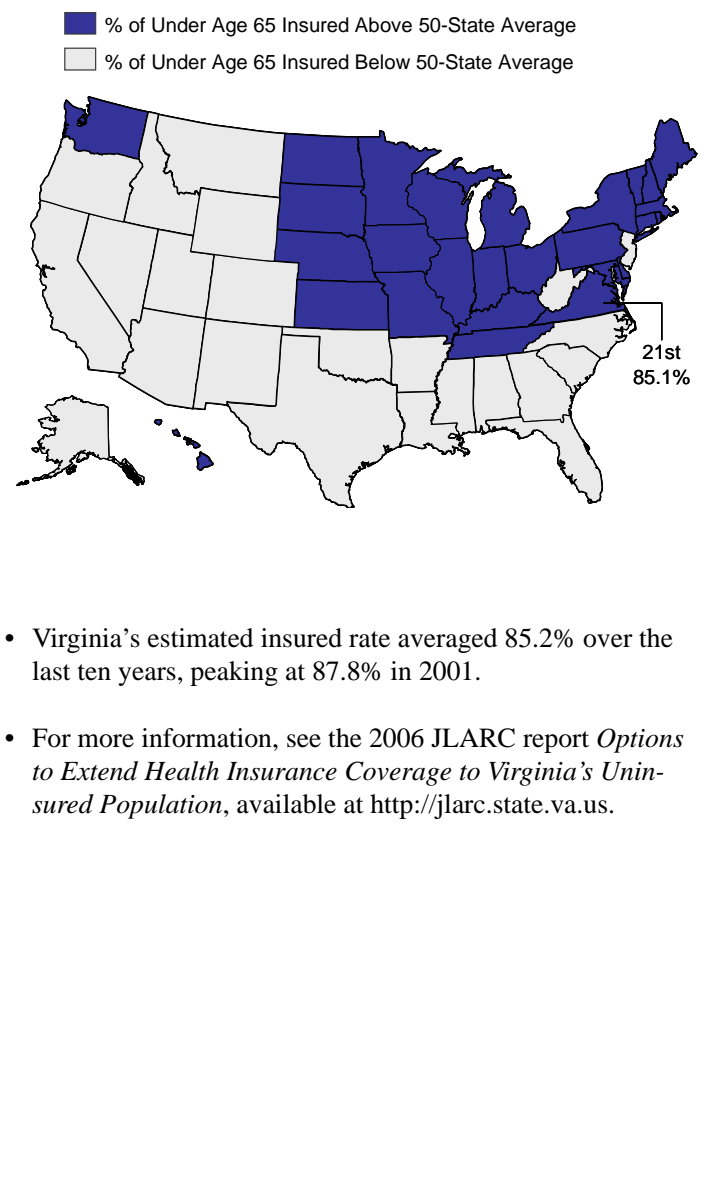 % of Under Age 65 Insured Above 50-State Average
% of Under Age 65 Insured Below 50-State Average
21st
85.1%
• Virginia’s estimated insured rate averaged 85.2% over the
last ten years, peaking at 87.8% in 2001.
• For more information, see the 2006 JLARC report Options
to Extend Health Insurance Coverage to Virginia’s Unin-
sured Population, available at http://jlarc.state.va.us.